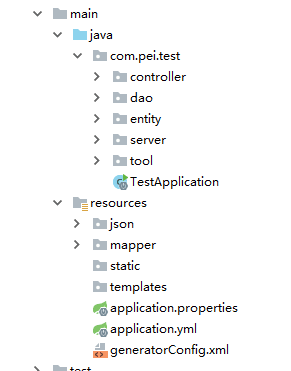 main
java
com.pei.test
controller
dao
entity
server
tool
TestApplication
resources
json
mapper
static
templates
application.properties
application.yml
generatorConfig.xml
test